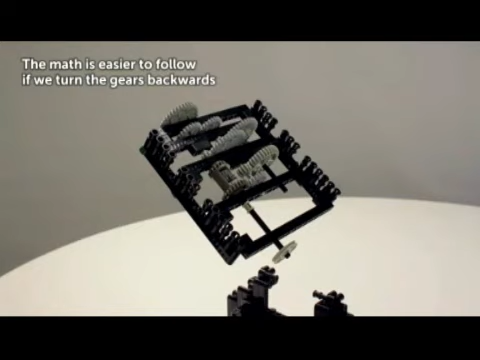 The math is easier to follow
if we turn the gears backwards